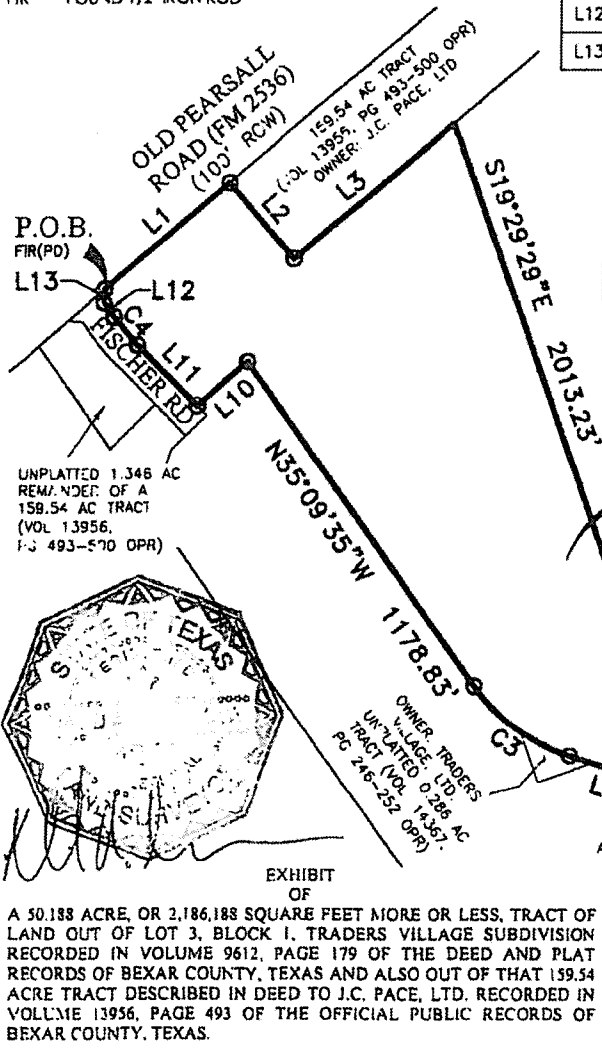 L12
L13
OLD PEARSALL
ROAD (FM 2536)
(100' ROW)
159.54 AC TRACT
(VOL 13956, PG 493-500 OPR)
OWNER: J.C. PACE, LTD
L1
L2
L3
P.O.B.
FIR(PD)
L13
L12
C4
L11
FISCHER RD
L10
S19°29'29"E 2013.23'
N35°09'35"W 1178.83'
UNPLATTED 1.346 AC
REMAINDER OF A
159.54 AC TRACT
(VOL 13956,
PG 493-500 OPR)
OWNER: TRADERS
VILLAGE, LTD.
UNPLATTED 0.286 AC
TRACT (VOL 14367,
PG 246-252 OPR)
C3
L
STATE OF TEXAS
EXHIBIT
OF
A 50.188 ACRE, OR 2,186,188 SQUARE FEET MORE OR LESS, TRACT OF
LAND OUT OF LOT 3, BLOCK 1, TRADERS VILLAGE SUBDIVISION
RECORDED IN VOLUME 9612, PAGE 179 OF THE DEED AND PLAT
RECORDS OF BEXAR COUNTY, TEXAS AND ALSO OUT OF THAT 159.54
ACRE TRACT DESCRIBED IN DEED TO J.C. PACE, LTD. RECORDED IN
VOLUME 13956, PAGE 493 OF THE OFFICIAL PUBLIC RECORDS OF
BEXAR COUNTY, TEXAS.